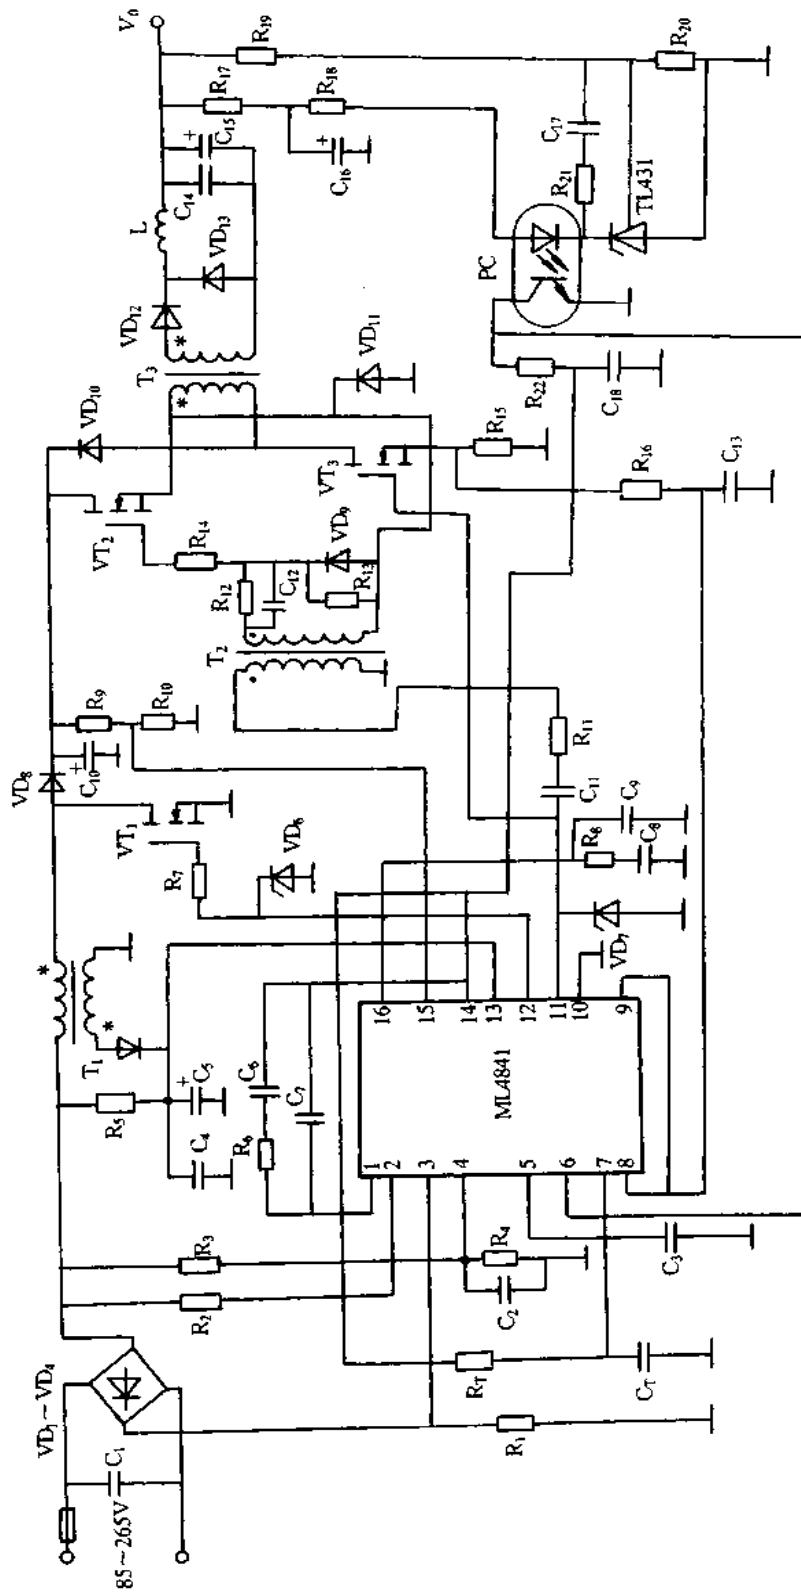 85~265V
C₁
VD₁~VD₄
R₁
R_T
C_T
R₂
R₃
C₂
R₄
C₃
R₅
C₄
C₅
T₁
R₆
C₆
C₇
ML4841
1
2
3
4
5
6
7
8
16
15
14
13
12
11
10
9
VD₆
R₇
VT₁
VD₈
C₁₀
+
R₉
R₁₀
VD₇
R₈
C₈
C₉
C₁₁
R₁₁
T₂
R₁₂
C₁₂
R₁₃
VD₉
R₁₄
VT₂
VD₁₀
VT₃
T₃
VD₁₁
R₁₅
R₁₆
C₁₃
VD₁₂
VD₁₃
L
C₁₄
C₁₅
+
R₁₇
R₁₈
C₁₆
+
R₁₉
V₀
PC
R₂₂
C₁₈
R₂₁
C₁₇
TL431
R₂₀